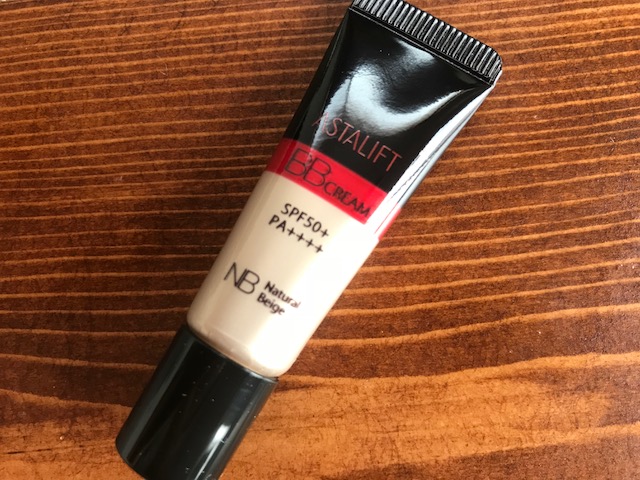 ASTALIFT
BB CREAM
SPF50+
PA++++
NB Natural
Beige